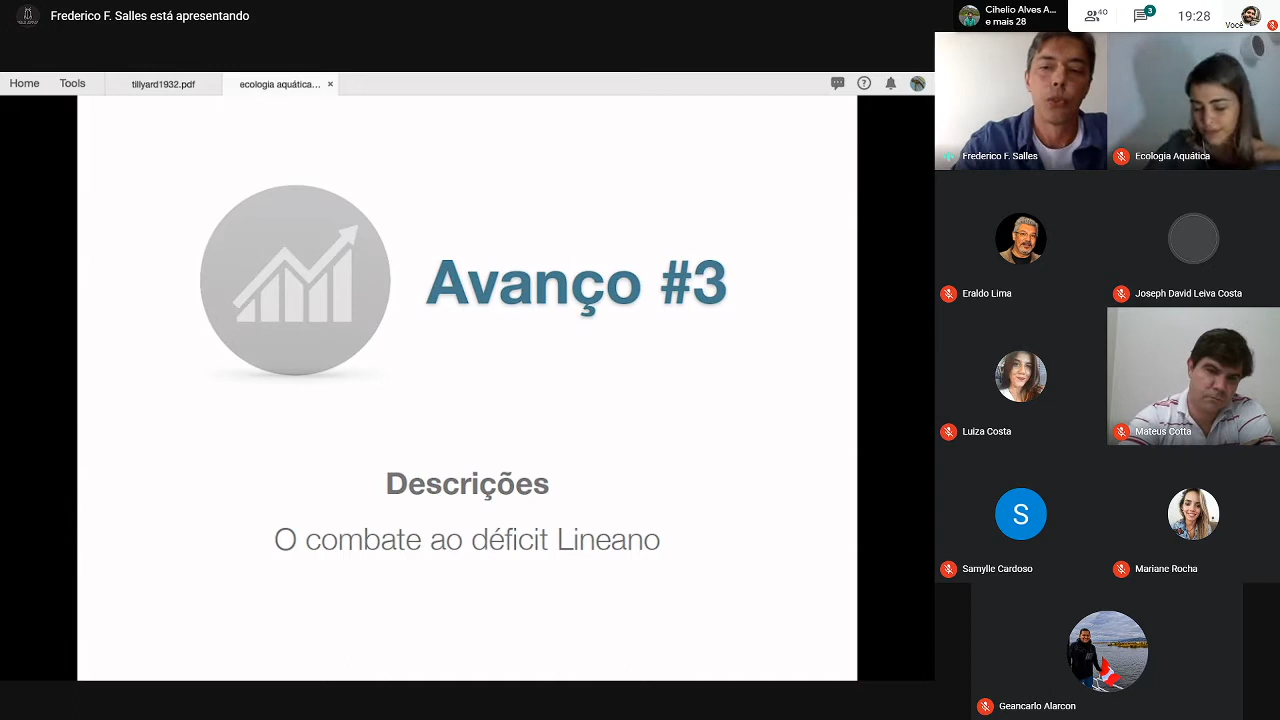 Frederico F. Salles está apresentando
Cihelio Alves A...
e mais 28
40
3
19:28
Você
Home
Tools
tillyard1932.pdf
ecologia aquática... ×
Avanço #3
Descrições
O combate ao déficit Lineano
Frederico F. Salles
Ecologia Aquática
Eraldo Lima
Joseph David Leiva Costa
Luiza Costa
Mateus Cotta
S
Samylle Cardoso
Mariane Rocha
Geancarlo Alarcon